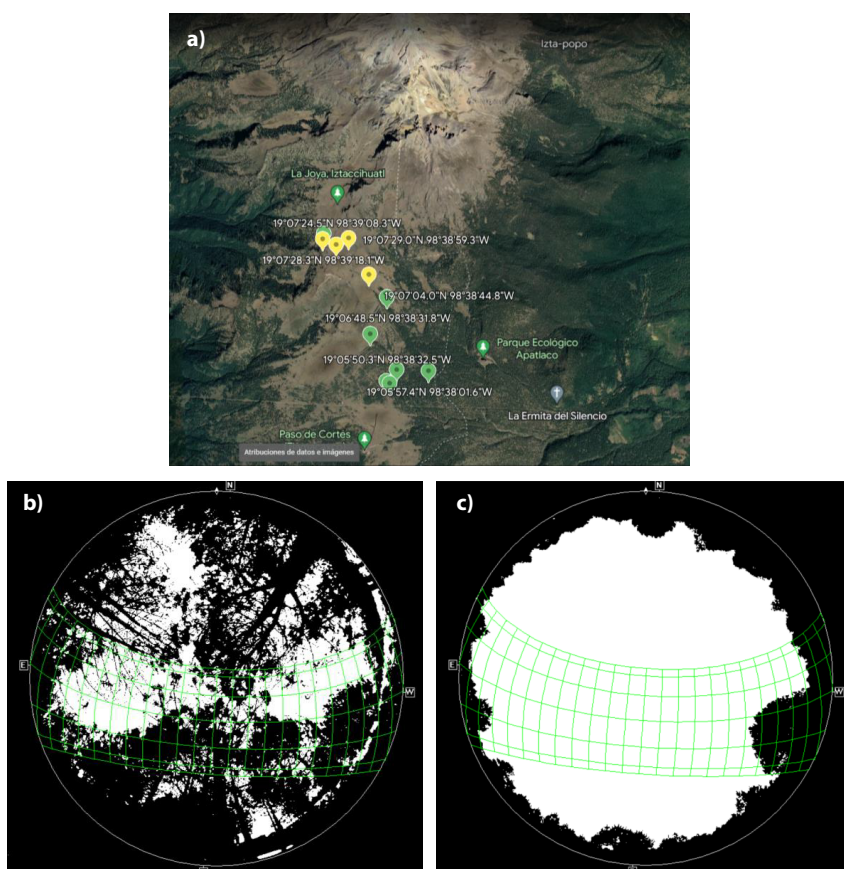 a)
Izta-popo
La Joya, Iztaccihuatl
19°07'24.5"N 98°39'08.3"W
19°07'29.0"N 98°38'59.3"W
19°07'28.3"N 98°39'18.1"W
19°07'04.0"N 98°38'44.8"W
19°06'48.5"N 98°38'31.8"W
Parque Ecológico
Apatlaco
19°05'50.3"N 98°38'32.5"W
19°05'57.4"N 98°38'01.6"W
La Ermita del Silencio
Paso de Cortés
Atribuciones de datos e imágenes
b)
N
E
W
c)
N
E
W